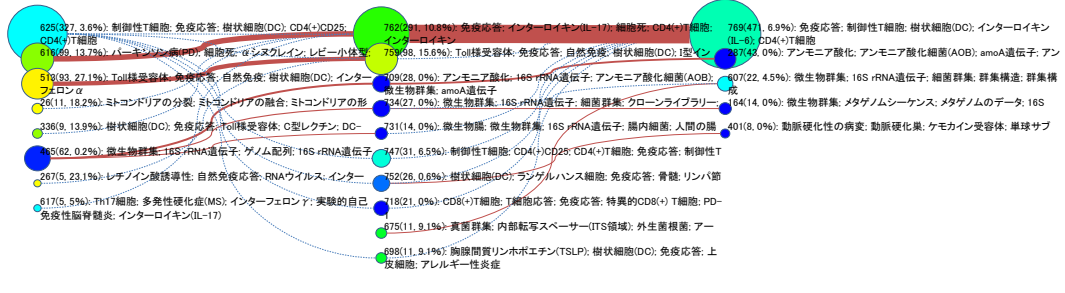 625(327, 3.6%): 制御性T細胞; 免疫応答; 樹状細胞(DC); CD4(+)CD25;
CD4(+)T細胞
616(99, 13.7%): パーキンソン病(PD); 細胞死; αシヌクレイン; レビー小体型;
513(93, 27.1%): Toll様受容体; 免疫応答; 自然免疫; 樹状細胞(DC); インター
フェロンα
26(11, 18.2%): ミトコンドリアの分裂; ミトコンドリアの融合; ミトコンドリアの形
336(9, 13.9%): 樹状細胞(DC); 免疫応答; Toll様受容体; C型レクチン; DC-
465(62, 0.2%): 微生物群集; 16S rRNA遺伝子; ゲノム配列; 16S rRNA遺伝子
267(5, 23.1%): レチノイン酸誘導性; 自然免疫応答; RNAウイルス; インター
617(5, 5%): Th17細胞; 多発性硬化症(MS); インターフェロンγ; 実験的自己
免疫性脳脊髄炎; インターロイキン(IL-17)
762(291, 10.8%): 免疫応答; インターロイキン(IL-17); 細胞死; CD4(+)T細胞;
インターロイキン
759(98, 15.6%): Toll様受容体; 免疫応答; 自然免疫; 樹状細胞(DC); I型イン
709(28, 0%): アンモニア酸化; 16S rRNA遺伝子; アンモニア酸化細菌(AOB);
微生物群集; amoA遺伝子
734(27, 0%): 微生物群集; 16S rRNA遺伝子; 細菌群集; クローンライブラリー;
731(14, 0%): 微生物腸; 微生物群集; 16S rRNA遺伝子; 腸内細菌; 人間の腸
747(31, 6.5%): 制御性T細胞; CD4(+)CD25; CD4(+)T細胞; 免疫応答; 制御性T
752(26, 0.6%): 樹状細胞(DC); ランゲルハンス細胞; 免疫応答; 骨髄; リンパ節
718(21, 0%): CD8(+)T細胞; T細胞応答; 免疫応答; 特異的CD8(+) T細胞; PD-
1
675(11, 9.1%): 真菌群集; 内部転写スペーサー(ITS領域); 外生菌根菌; アー
698(11, 9.1%): 胸腺間質リンホポエチン(TSLP); 樹状細胞(DC); 免疫応答; 上
皮細胞; アレルギー性炎症
769(471, 6.9%): 免疫応答; 制御性T細胞; 樹状細胞(DC); インターロイキン
(IL-6); CD4(+)T細胞
(43, 0%): アンモニア酸化; アンモニア酸化細菌(AOB); amoA遺伝子; アン
607(22, 4.5%): 微生物群集; 16S rRNA遺伝子; 細菌群集; 群集構造; 群集構
成
164(14, 0%): 微生物群集; メタゲノムシーケンス; メタゲノムのデータ; 16S
401(8, 0%): 動脈硬化性の病変; 動脈硬化巣; ケモカイン受容体; 単球サブ